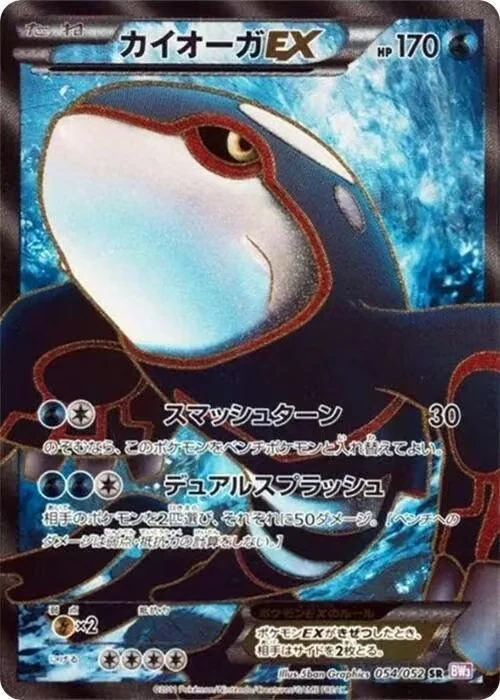 たね カイオーガEX HP170
スマッシュターン 30
のぞむなら、このポケモンをベンチポケモンと入れ替えてよい。
デュアルスプラッシュ
相手のポケモンを2匹選び、それぞれに50ダメージ。[ベンチへの
ダメージは弱点・抵抗力の計算をしない。]
弱点 抵抗力
×2
ポケモンEXのルール
にげる
ポケモンEXがきぜつしたとき、
相手はサイドを2枚とる。
Illus. 5ban Graphics 054/052 SR BW3
©2011 Pokémon/Nintendo/Creatures/GAME FREAK